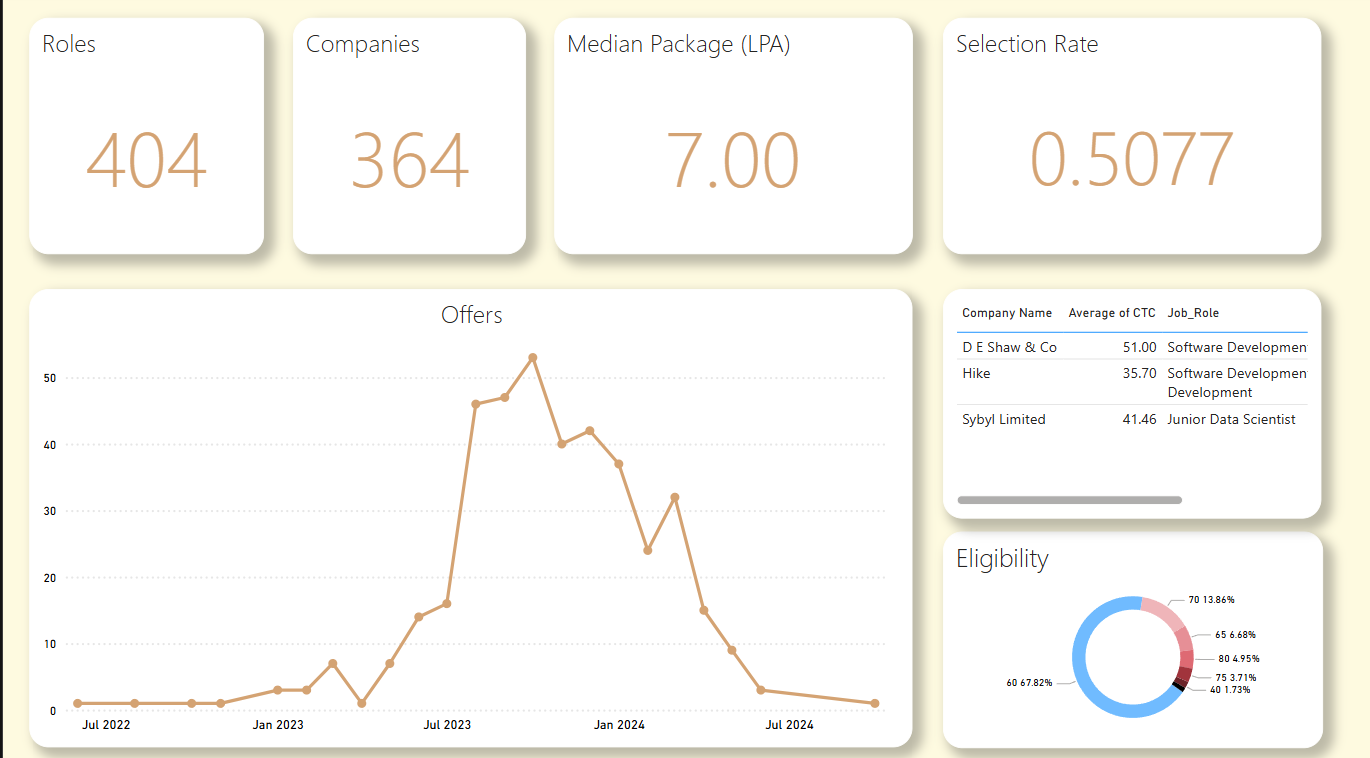 Roles
404
Companies
364
Median Package (LPA)
7.00
Selection Rate
0.5077
Offers
50
40
30
20
10
0
Jul 2022
Jan 2023
Jul 2023
Jan 2024
Jul 2024
Company Name Average of CTC Job_Role
D E Shaw & Co 51.00 Software Developmen
Hike 35.70 Software Developmen
Development
Sybyl Limited 41.46 Junior Data Scientist
Eligibility
70 13.86%
65 6.68%
80 4.95%
75 3.71%
40 1.73%
60 67.82%